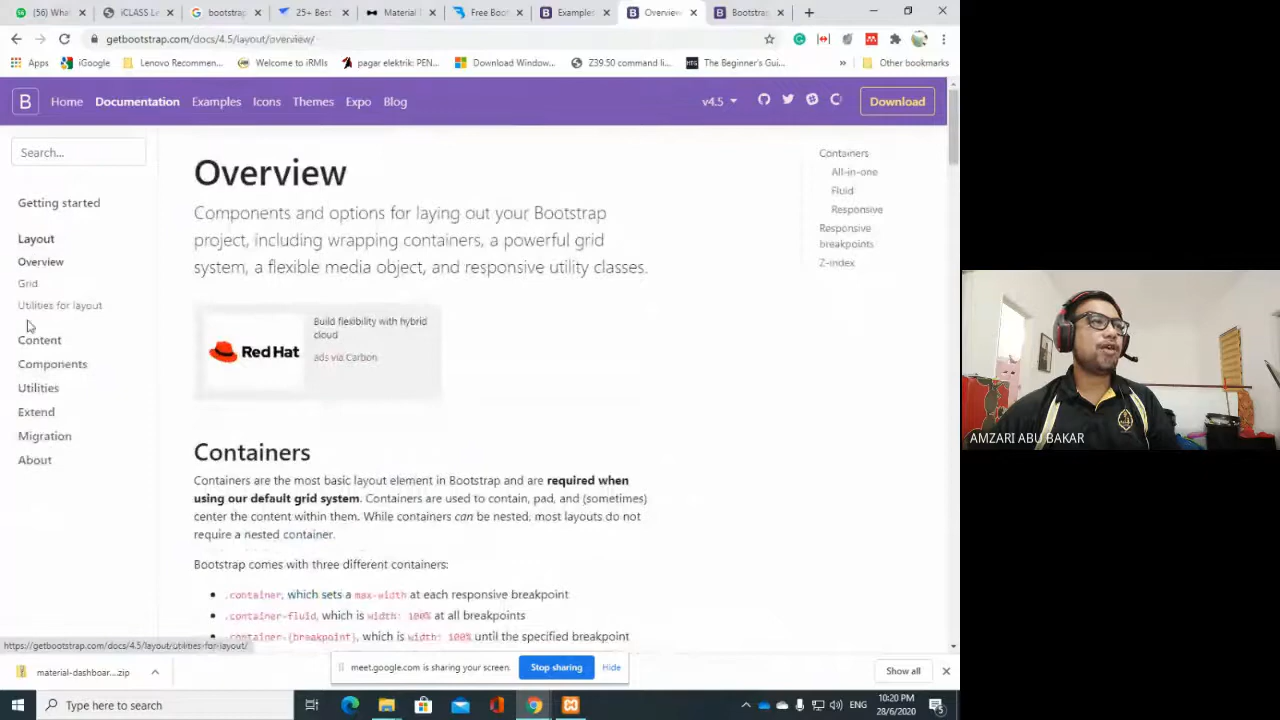 (56) What
iCLASS Le
bootstrap
25+ Best
Material
Free Boo
Examples
Overview
Bootstrap
getbootstrap.com/docs/4.5/layout/overview/
Apps
iGoogle
Lenovo Recommen...
Welcome to iRMIs
pagar elektrik: PEN...
Download Window...
Z39.50 command li...
HTG
The Beginner's Gui...
»
Other bookmarks
B
Home
Documentation
Examples
Icons
Themes
Expo
Blog
v4.5
Download
Search...
Getting started
Layout
Overview
Grid
Utilities for layout
Content
Components
Utilities
Extend
Migration
About
Overview
Components and options for laying out your Bootstrap
project, including wrapping containers, a powerful grid
system, a flexible media object, and responsive utility classes.
Red Hat
Build flexibility with hybrid
cloud
ads via Carbon
Containers
Containers are the most basic layout element in Bootstrap and are required when
using our default grid system. Containers are used to contain, pad, and (sometimes)
center the content within them. While containers can be nested, most layouts do not
require a nested container.
Bootstrap comes with three different containers:
• .container, which sets a max-width at each responsive breakpoint
• .container-fluid, which is width: 100% at all breakpoints
• .container-{breakpoint}, which is width: 100% until the specified breakpoint
Containers
All-in-one
Fluid
Responsive
Responsive
breakpoints
Z-index
https://getbootstrap.com/docs/4.5/layout/utilities-for-layout/
material-dashboar....zip
meet.google.com is sharing your screen.
Stop sharing
Hide
Show all
Type here to search
ENG
10:20 PM
28/6/2020
5
AMZARI ABU BAKAR